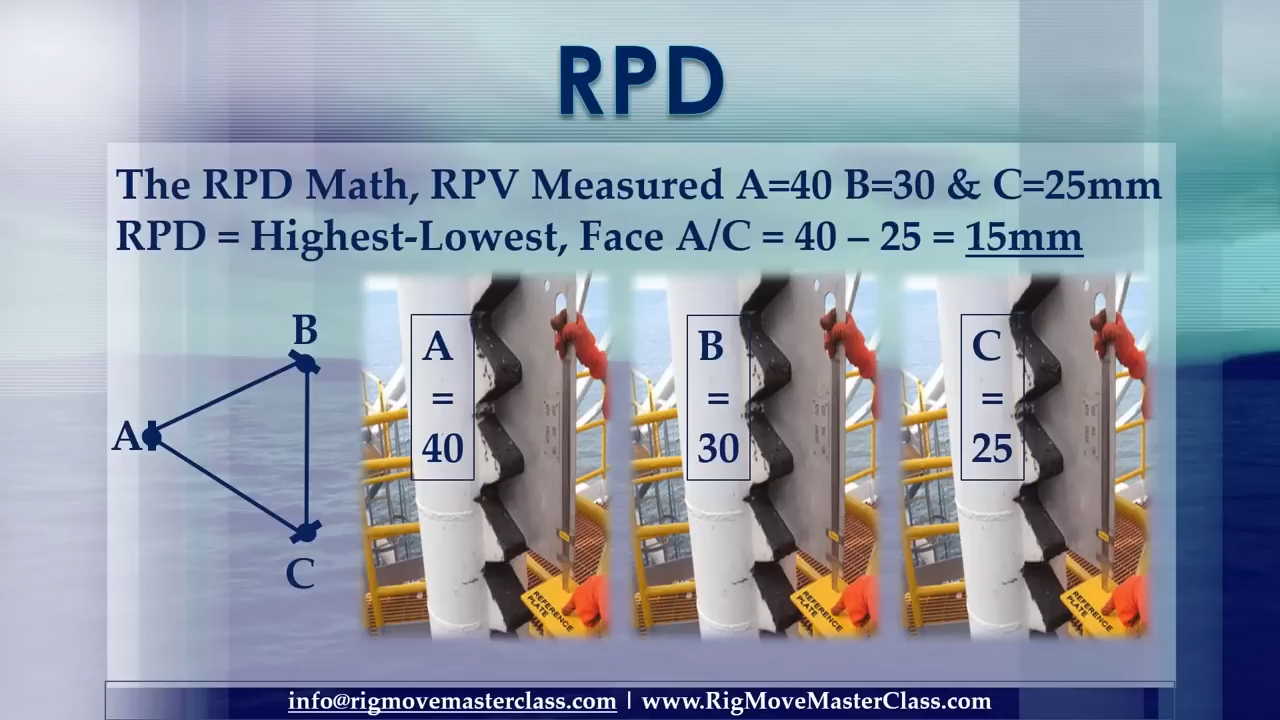 RPD
The RPD Math, RPV Measured A=40 B=30 & C=25mm
RPD = Highest-Lowest, Face A/C = 40 – 25 = 15mm
B
A
C
A
=
40
B
=
30
C
=
25
REFERENCE
PLATE
REFERENCE
PLATE
REFERENCE
PLATE
info@rigmovemasterclass.com | www.RigMoveMasterClass.com